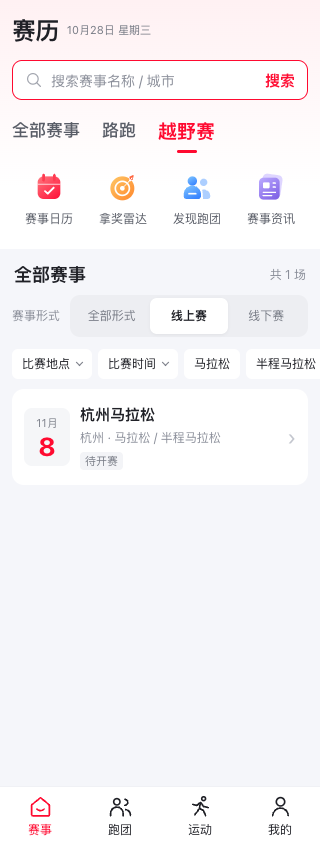 赛历 10月28日 星期三
搜索赛事名称 / 城市 搜索
全部赛事 路跑 越野赛
赛事日历 拿奖雷达 发现跑团 赛事资讯
全部赛事 共 1 场
赛事形式 全部形式 线上赛 线下赛
比赛地点 比赛时间 马拉松 半程马拉松
11月
8
杭州马拉松
杭州 · 马拉松 / 半程马拉松
待开赛
赛事 跑团 运动 我的